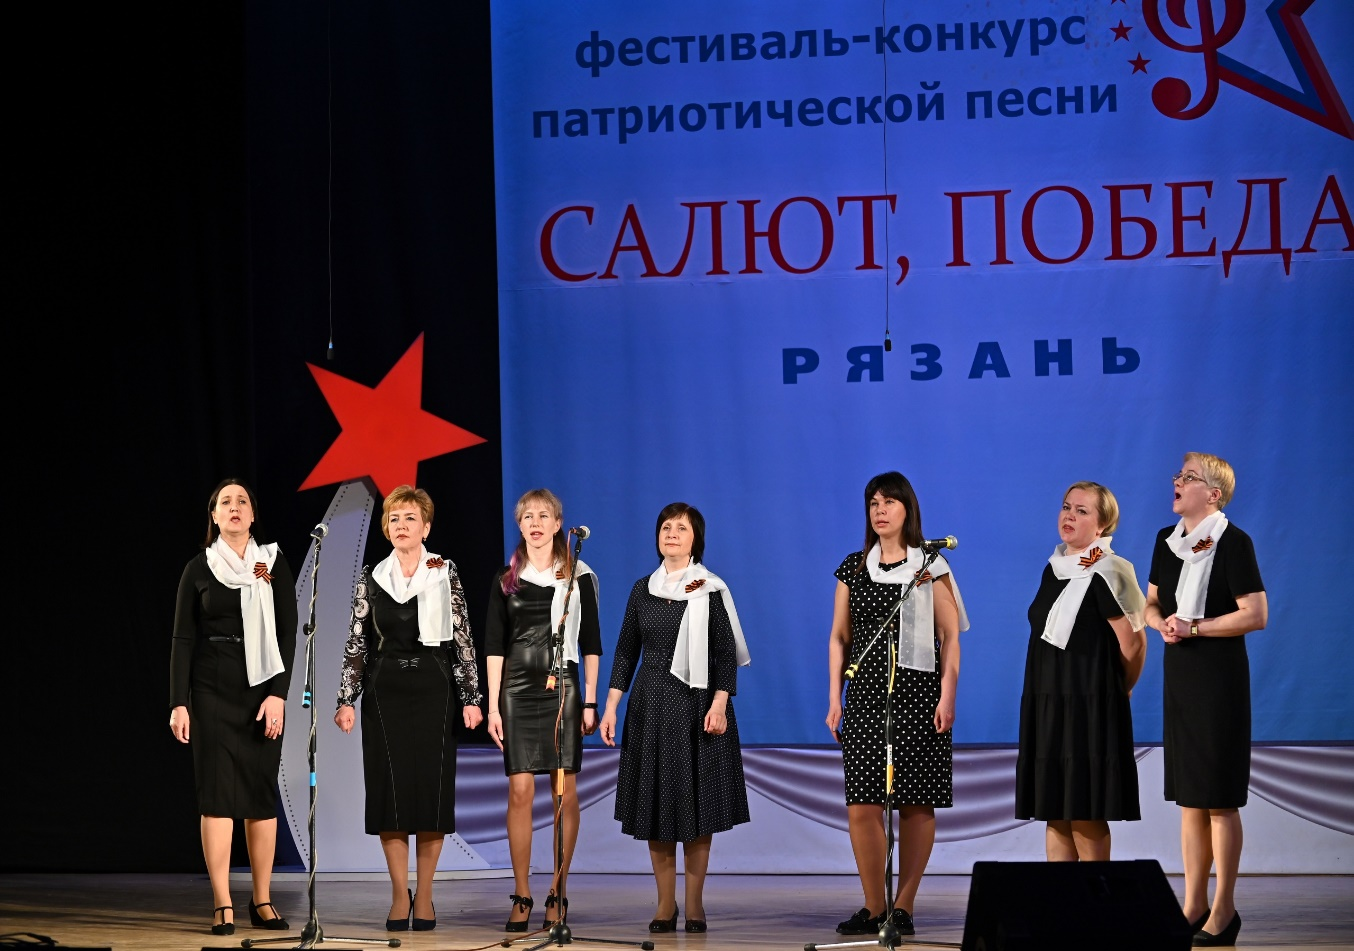 фестиваль-конкурс
патриотической песни
САЛЮТ, ПОБЕДА
РЯЗАНЬ